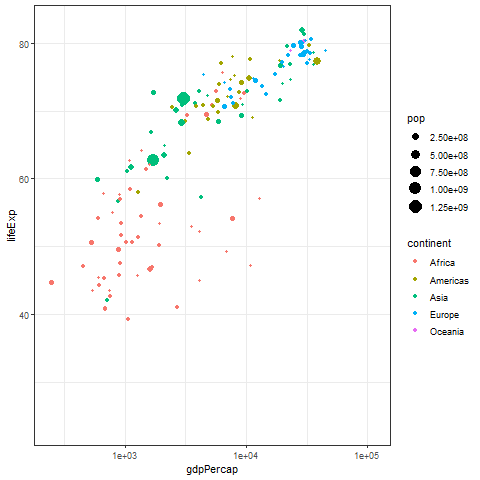 80
60
40
lifeExp
1e+03
1e+04
1e+05
gdpPercap
pop
2.50e+08
5.00e+08
7.50e+08
1.00e+09
1.25e+09
continent
Africa
Americas
Asia
Europe
Oceania